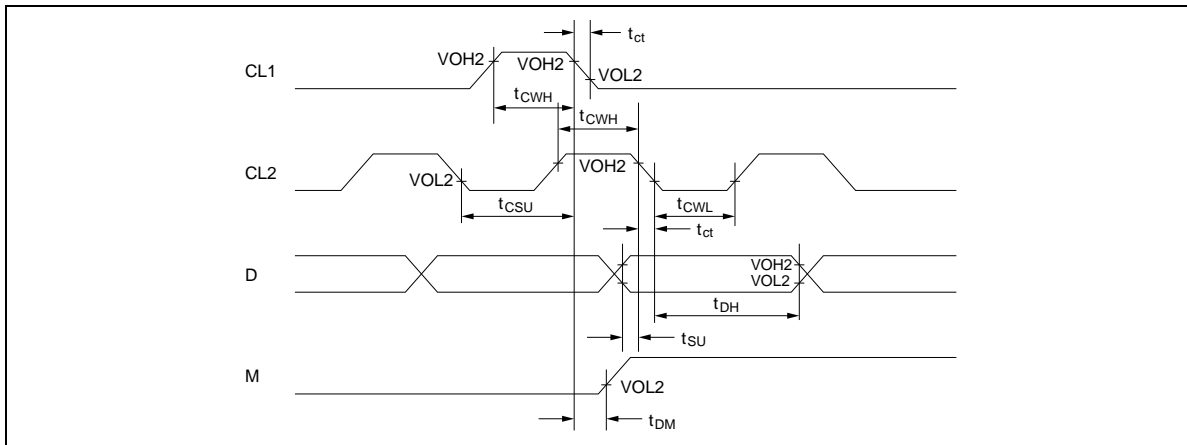 t_ct
VOH2 VOH2
CL1 VOL2
t_CWH
t_CWH
CL2 VOL2 VOH2
t_CSU t_CWL
t_ct
D VOH2
VOL2
t_DH
t_SU
M VOL2
t_DM